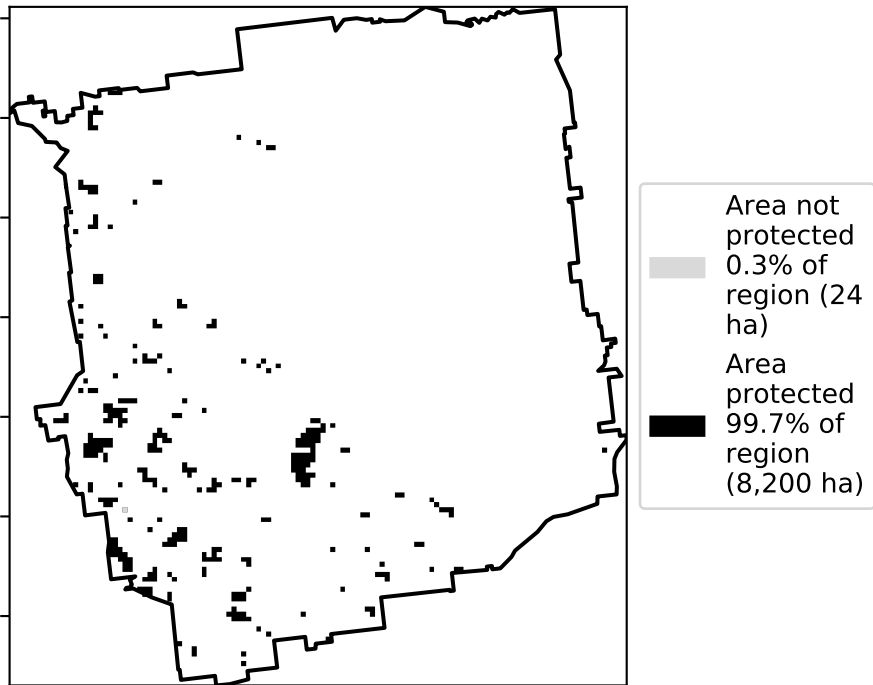 Area not
protected
0.3% of
region (24
ha)
Area
protected
99.7% of
region
(8,200 ha)